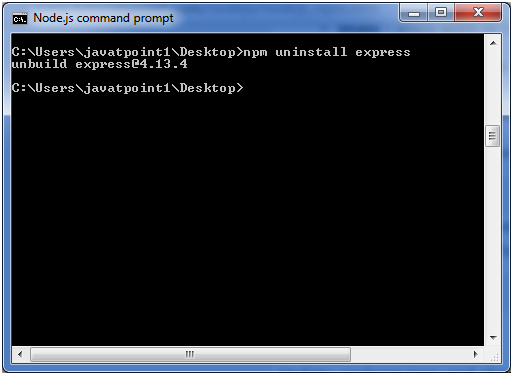 Node.js command prompt
C:\Users\javatpoint1\Desktop>npm uninstall express
unbuild express@4.13.4
C:\Users\javatpoint1\Desktop>